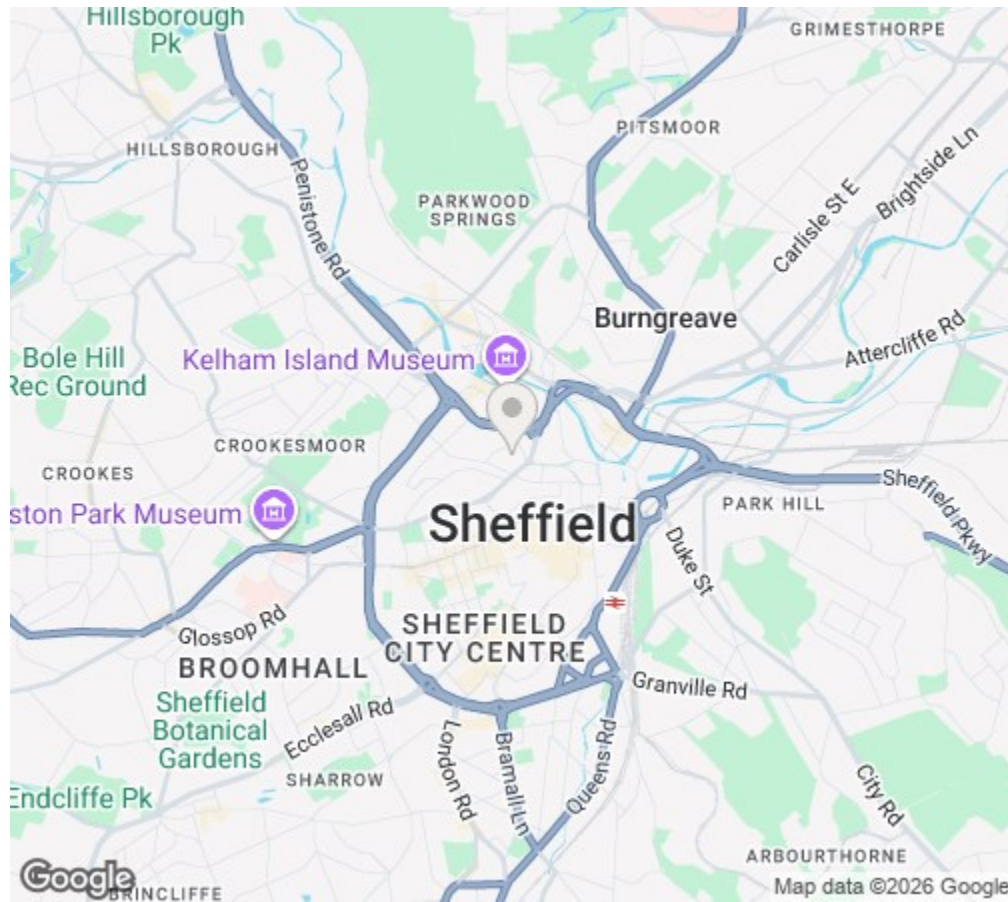 Hillsborough
Pk
GRIMESTHORPE
PITSMOOR
HILLSBOROUGH
Brightside Ln
Penistone Rd
PARKWOOD
SPRINGS
Carlisle St E
Burngreave
Attercliffe Rd
Kelham Island Museum
Bole Hill
Rec Ground
CROOKESMOOR
CROOKES
ston Park Museum
Sheffield
PARK HILL
Sheffield Pkwy
Duke St
Glossop Rd
SHEFFIELD
CITY CENTRE
BROOMHALL
Granville Rd
Sheffield
Botanical
Gardens
Ecclesall Rd
London Rd
Bramall Ln
Queens Rd
SHARROW
City Rd
Endcliffe Pk
ARBOURTHORNE
Google
BRINCLIFFE
Map data ©2026 Google